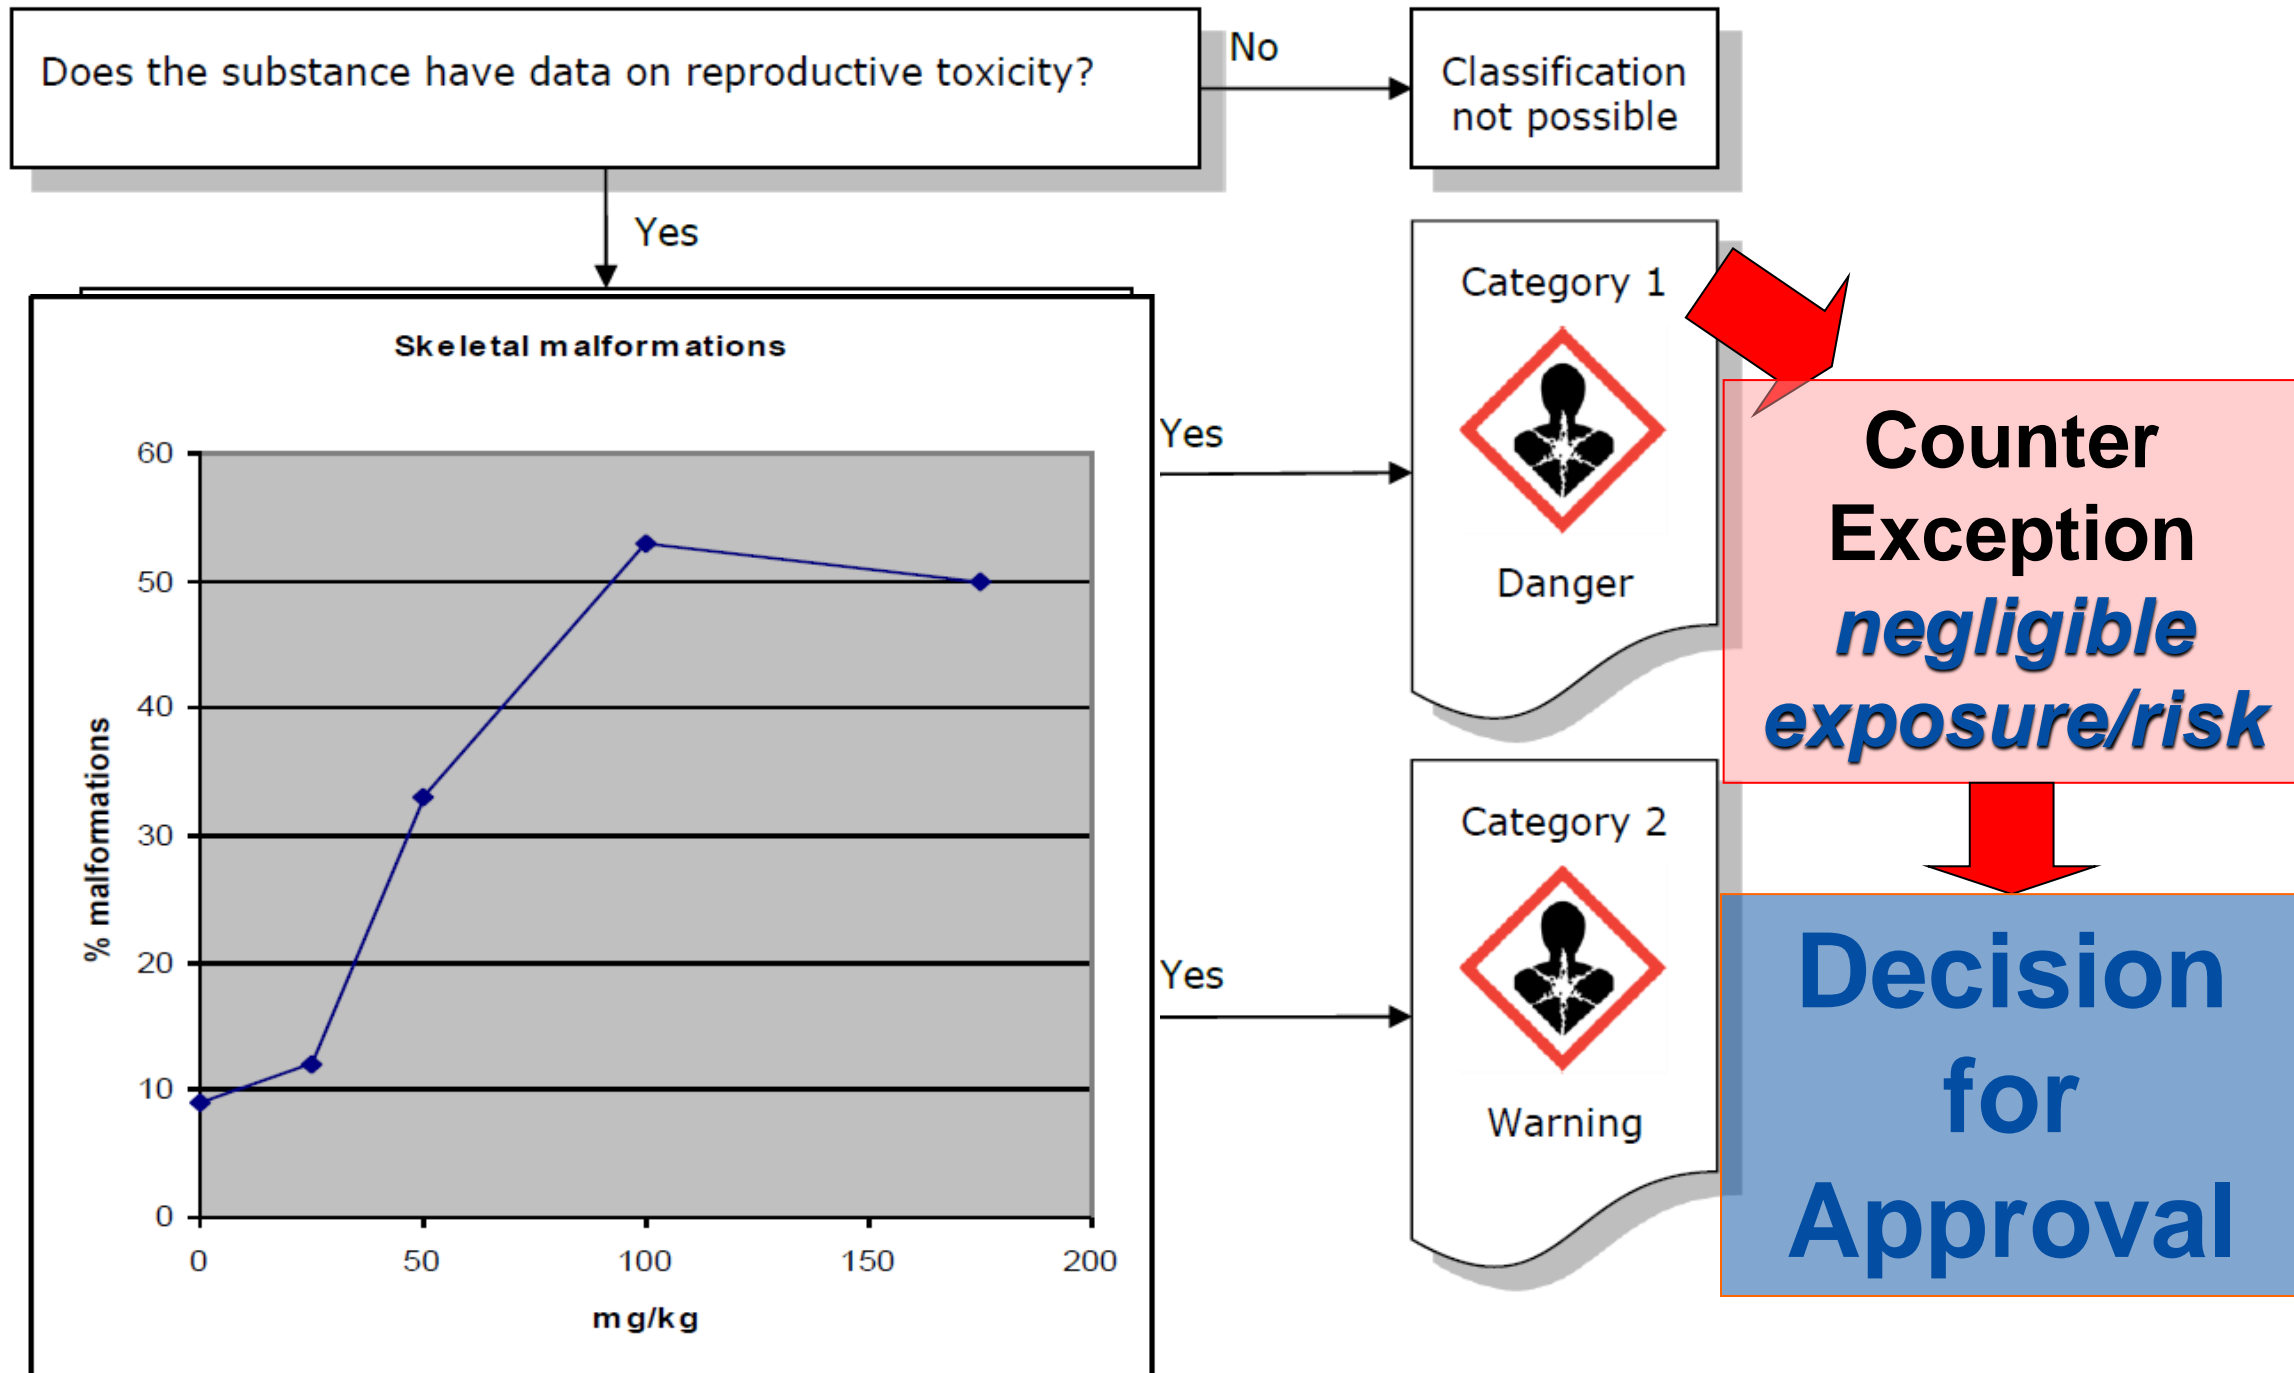 Does the substance have data on reproductive toxicity?
No
Classification
not possible
Yes
Skeletal malformations
60
50
40
30
20
10
0
% malformations
0 50 100 150 200
mg/kg
Yes
Category 1
Danger
Yes
Category 2
Warning
Counter
Exception
negligible
exposure/risk
Decision
for
Approval